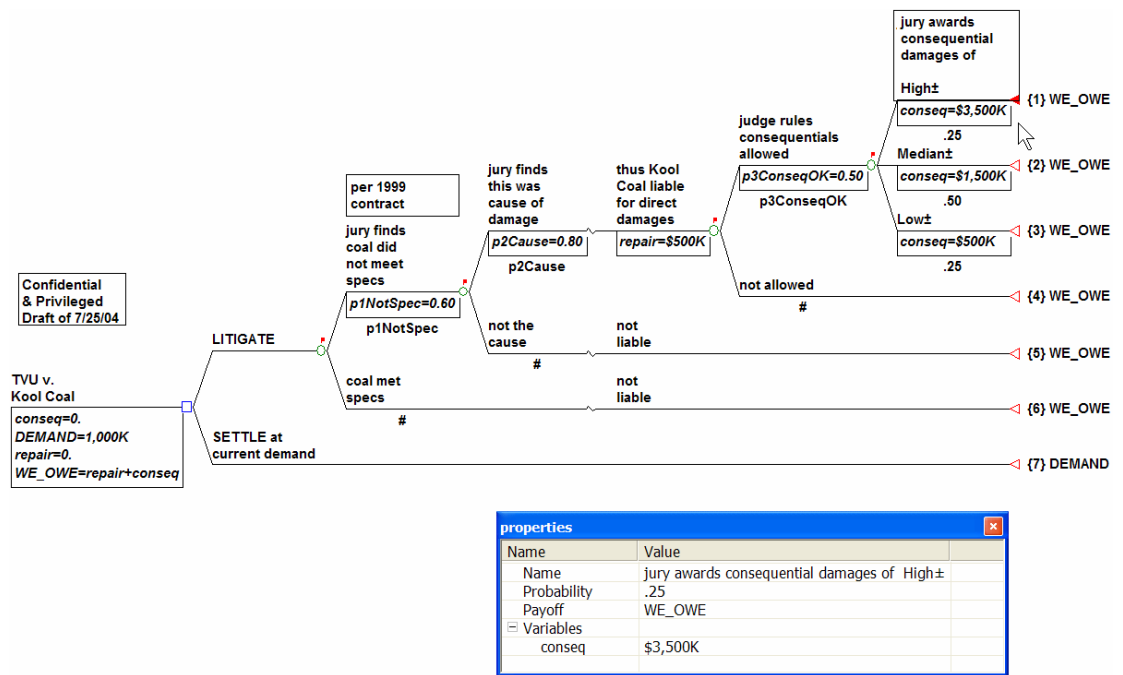 jury awards
consequential
damages of
High±
conseq=$3,500K
.25
{1} WE_OWE
judge rules
consequentials
allowed
p3ConseqOK=0.50
p3ConseqOK
Median±
conseq=$1,500K
.50
{2} WE_OWE
Low±
conseq=$500K
.25
{3} WE_OWE
jury finds
this was
cause of
damage
p2Cause=0.80
p2Cause
thus Kool
Coal liable
for direct
damages
repair=$500K
not allowed
#
{4} WE_OWE
per 1999
contract
jury finds
coal did
not meet
specs
p1NotSpec=0.60
p1NotSpec
not the
cause
#
not
liable
{5} WE_OWE
Confidential
& Privileged
Draft of 7/25/04
LITIGATE
coal met
specs
#
not
liable
{6} WE_OWE
TVU v.
Kool Coal
conseq=0.
DEMAND=1,000K
repair=0.
WE_OWE=repair+conseq
SETTLE at
current demand
{7} DEMAND
properties
Name Value
Name jury awards consequential damages of High±
Probability .25
Payoff WE_OWE
Variables
conseq $3,500K